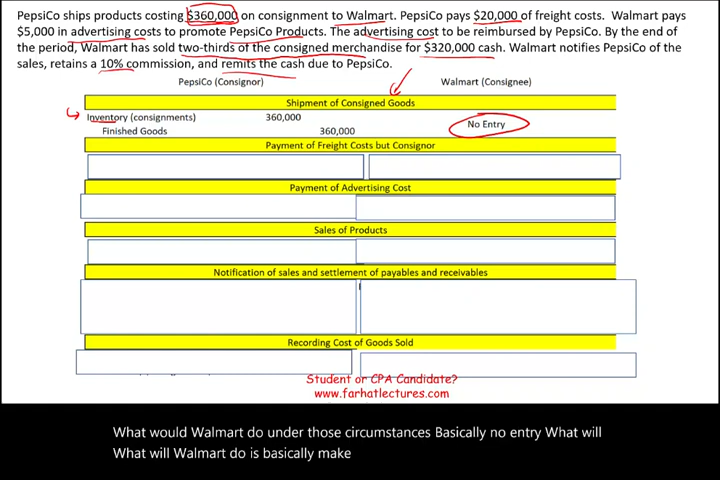 PepsiCo ships products costing $360,000 on consignment to Walmart. PepsiCo pays $20,000 of freight costs. Walmart pays
$5,000 in advertising costs to promote PepsiCo Products. The advertising cost to be reimbursed by PepsiCo. By the end of
the period, Walmart has sold two-thirds of the consigned merchandise for $320,000 cash. Walmart notifies PepsiCo of the
sales, retains a 10% commission, and remits the cash due to PepsiCo.
PepsiCo (Consignor) Walmart (Consignee)
Shipment of Consigned Goods
Inventory (consignments) 360,000
Finished Goods 360,000 No Entry
Payment of Freight Costs but Consignor
Payment of Advertising Cost
Sales of Products
Notification of sales and settlement of payables and receivables
Recording Cost of Goods Sold
Student or CPA Candidate?
www.farhatlectures.com
What would Walmart do under those circumstances Basically no entry What will
What will Walmart do is basically make